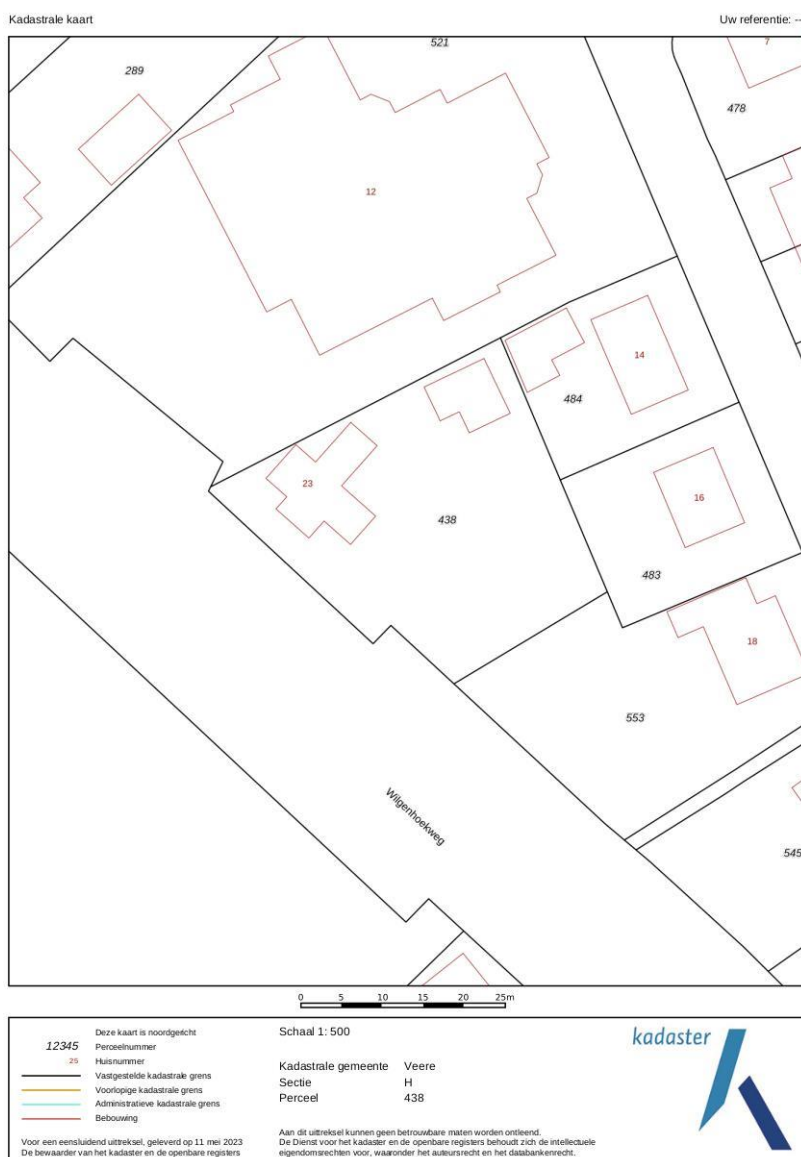 Kadastrale kaart
Uw referentie: --
521
7
289
478
12
14
484
23
16
438
483
18
553
Wilgenhoekweg
545
0 5 10 15 20 25m
Deze kaart is noordgericht
12345 Perceelnummer
25 Huisnummer
Vastgestelde kadastrale grens
Voorlopige kadastrale grens
Administratieve kadastrale grens
Bebouwing
Voor een eensluidend uittreksel, geleverd op 11 mei 2023
De bewaarder van het kadaster en de openbare registers
Schaal 1: 500
Kadastrale gemeente Veere
Sectie H
Perceel 438
Aan dit uittreksel kunnen geen betrouwbare maten worden ontleend.
De Dienst voor het kadaster en de openbare registers behoudt zich de intellectuele
eigendomsrechten voor, waaronder het auteursrecht en het databankenrecht.
kadaster